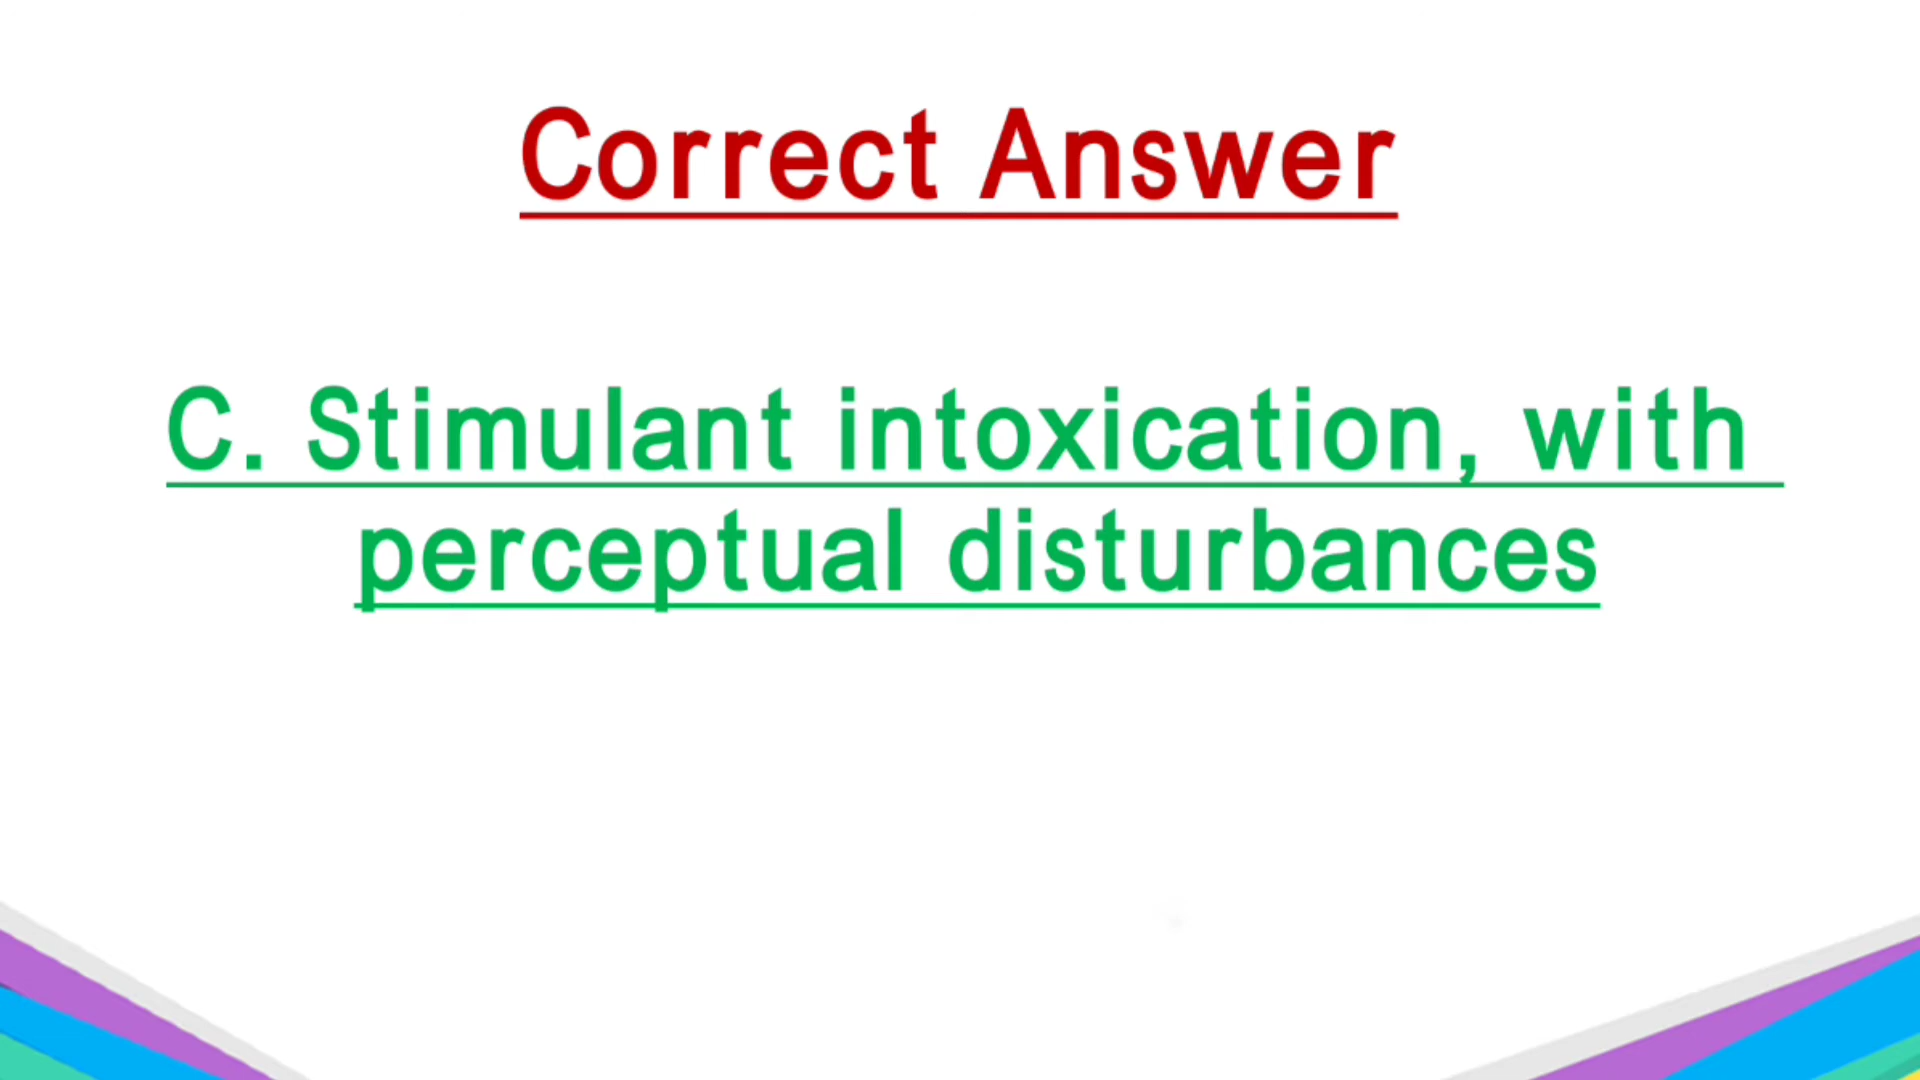 Correct Answer
C. Stimulant intoxication, with
perceptual disturbances